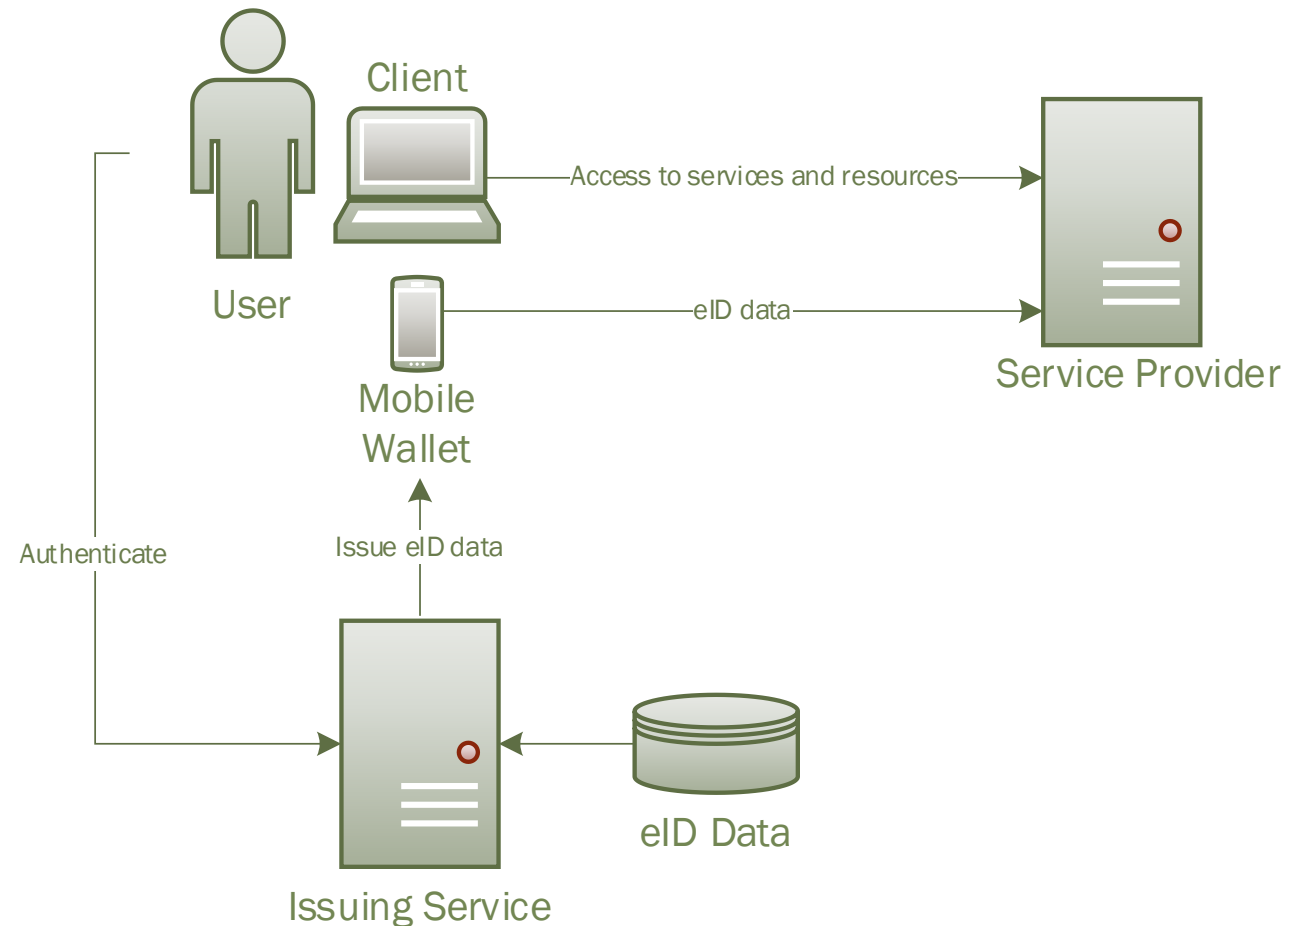 Client
Access to services and resources
User
eID data
Service Provider
Mobile
Wallet
Authenticate
Issue eID data
eID Data
Issuing Service